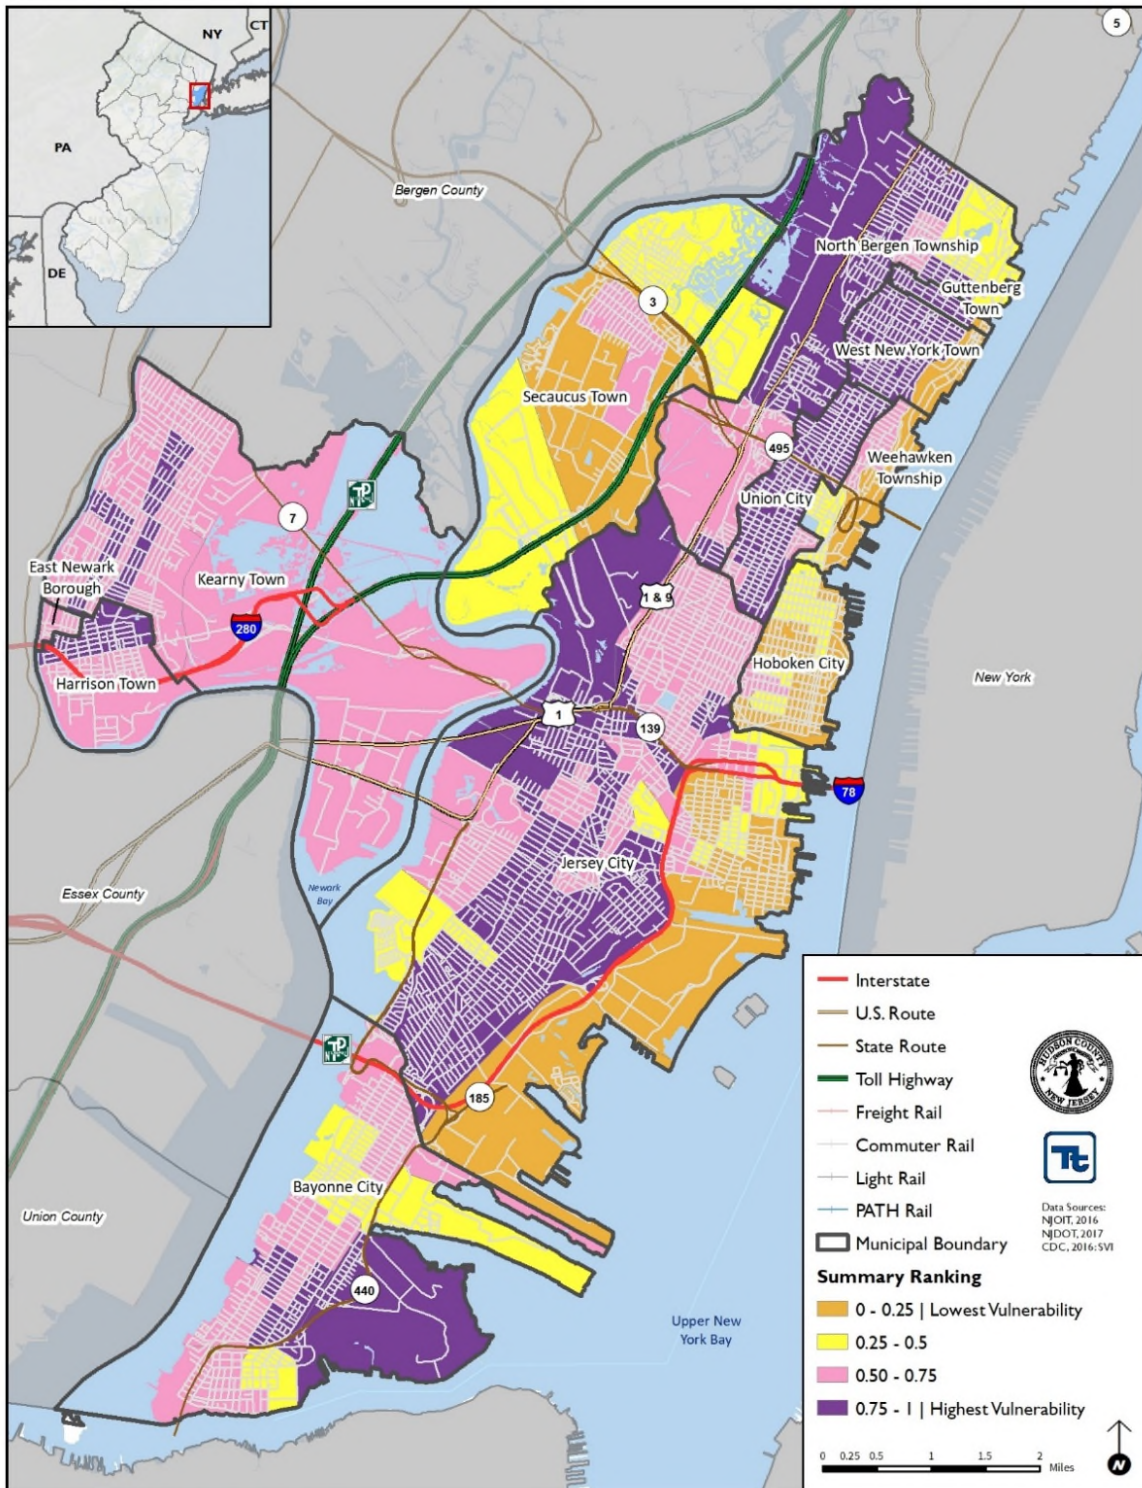 NY
CT
PA
DE
5
Bergen County
North Bergen Township
Guttenberg
Town
3
West New York Town
Secaucus Town
495
Weehawken
Township
Union City
7
East Newark
Borough
Kearny Town
1 & 9
280
Hoboken City
Harrison Town
New York
1
139
78
Jersey City
Essex County
Newark
Bay
185
Bayonne City
Union County
440
Upper New
York Bay
Interstate
U.S. Route
State Route
Toll Highway
Freight Rail
Commuter Rail
Light Rail
PATH Rail
Municipal Boundary
HUDSON COUNTY
NEW JERSEY
Tt
Data Sources:
NJOIT, 2016
NJDOT, 2017
CDC, 2016: SVI
Summary Ranking
0 - 0.25 | Lowest Vulnerability
0.25 - 0.5
0.50 - 0.75
0.75 - 1 | Highest Vulnerability
0 0.25 0.5 1 1.5 2
Miles
N